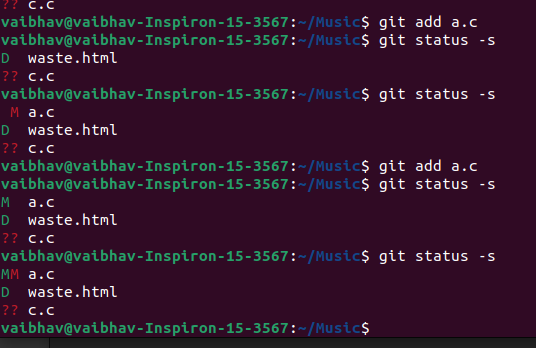 ?? c.c
vaibhav@vaibhav-Inspiron-15-3567:~/Music$ git add a.c
vaibhav@vaibhav-Inspiron-15-3567:~/Music$ git status -s
D  waste.html
?? c.c
vaibhav@vaibhav-Inspiron-15-3567:~/Music$ git status -s
 M a.c
D  waste.html
?? c.c
vaibhav@vaibhav-Inspiron-15-3567:~/Music$ git add a.c
vaibhav@vaibhav-Inspiron-15-3567:~/Music$ git status -s
M  a.c
D  waste.html
?? c.c
vaibhav@vaibhav-Inspiron-15-3567:~/Music$ git status -s
MM a.c
D  waste.html
?? c.c
vaibhav@vaibhav-Inspiron-15-3567:~/Music$